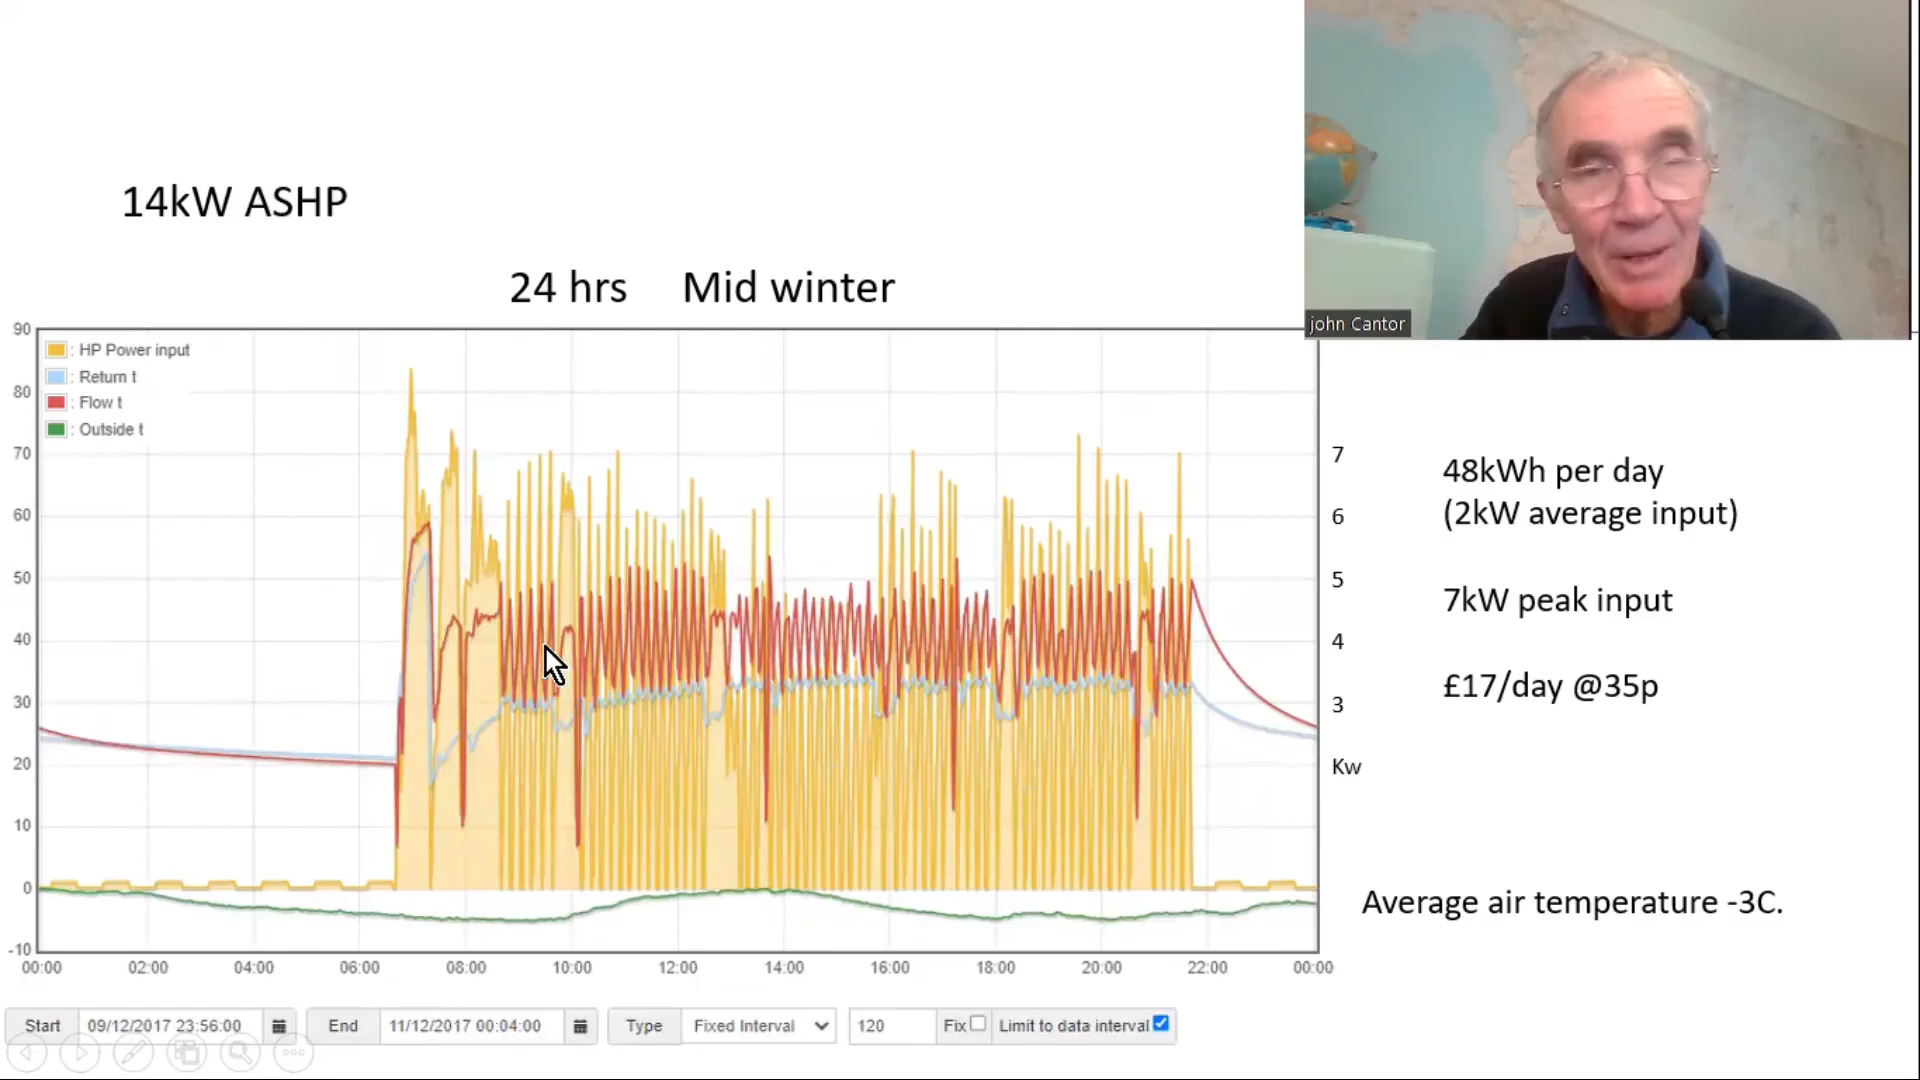 john Cantor
14kW ASHP
24 hrs Mid winter
: HP Power input
: Return t
: Flow t
: Outside t
90
80
70
60
50
40
30
20
10
0
-10
7
6
5
4
3
Kw
00:00 02:00 04:00 06:00 08:00 10:00 12:00 14:00 16:00 18:00 20:00 22:00 00:00
48kWh per day
(2kW average input)
7kW peak input
£17/day @35p
Average air temperature -3C.
Start 09/12/2017 23:56:00 End 11/12/2017 00:04:00 Type Fixed Interval 120 Fix Limit to data interval